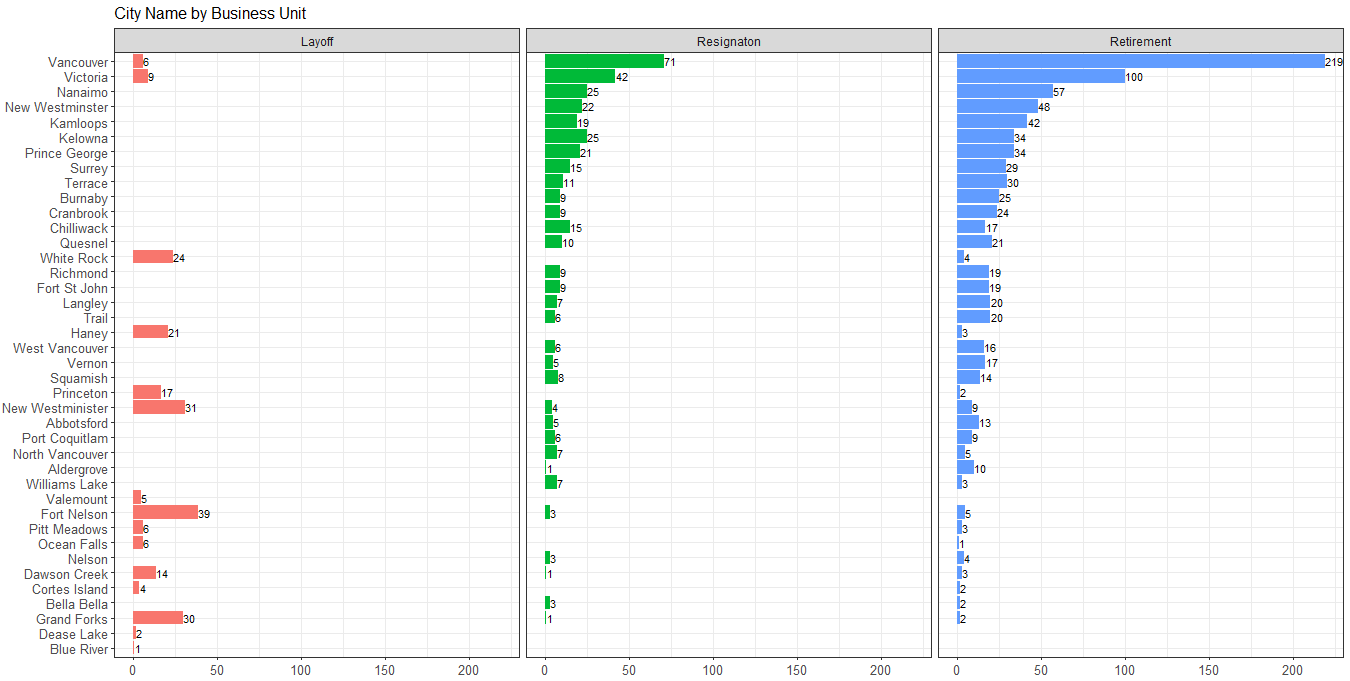 City Name by Business Unit
Layoff Resignaton Retirement
Vancouver 6 71 219
Victoria 9 42 100
Nanaimo 25 57
New Westminster 22 48
Kamloops 19 42
Kelowna 25 34
Prince George 21 34
Surrey 15 29
Terrace 11 30
Burnaby 9 25
Cranbrook 9 24
Chilliwack 15 17
Quesnel 10 21
White Rock 24 4
Richmond 9 19
Fort St John 9 19
Langley 7 20
Trail 6 20
Haney 21 3
West Vancouver 6 16
Vernon 5 17
Squamish 8 14
Princeton 17 2
New Westminister 31 4 9
Abbotsford 5 13
Port Coquitlam 6 9
North Vancouver 7 5
Aldergrove 1 10
Williams Lake 7 3
Valemount 5
Fort Nelson 39 3 5
Pitt Meadows 6 3
Ocean Falls 6 1
Nelson 3 4
Dawson Creek 14 1 3
Cortes Island 4 2
Bella Bella 3 2
Grand Forks 30 1 2
Dease Lake 2
Blue River 1
0 50 100 150 200 0 50 100 150 200 0 50 100 150 200